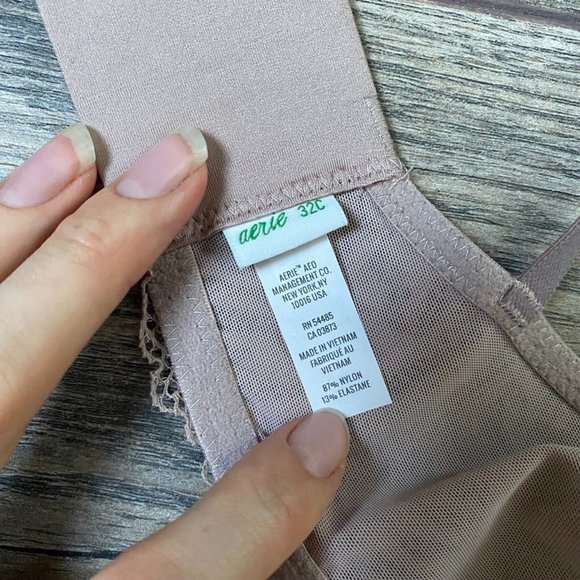 aerie 32C
AERIE™ AEO
MANAGEMENT CO.
NEW YORK, NY
10016 USA
RN 54485
CA 03873
MADE IN VIETNAM
FABRIQUÉ AU
VIETNAM
87% NYLON
13% ELASTANE